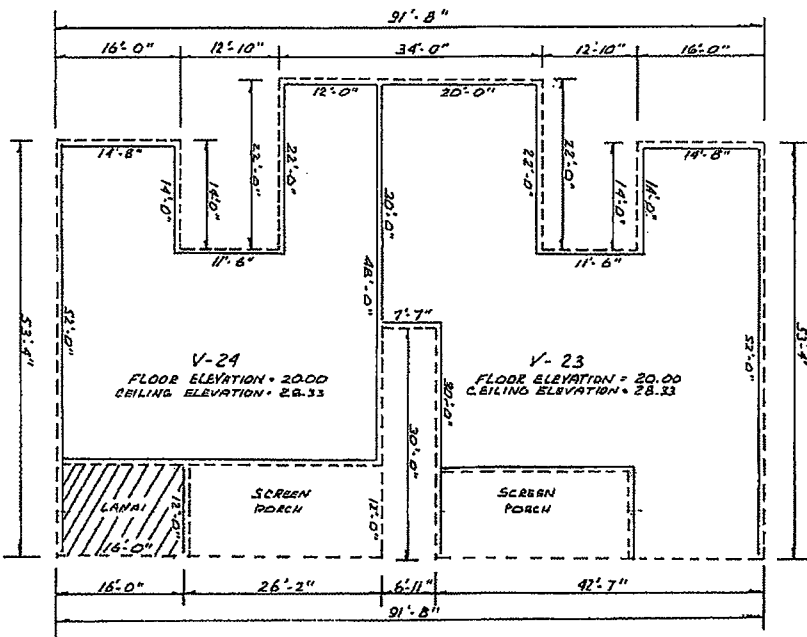 91'-8"
16'-0" 12'-10" 34'-0" 12'-10" 16'-0"
12'-0" 20'-0"
14'-8" 14'-8"
14'-0" 14'-0" 22'-0" 22'-0" 22'-0" 22'-0" 14'-0" 14'-0"
20'-0"
11'-6" 11'-6"
48'-0"
7'-7"
53'-4" 52'-0" 52'-0" 53'-4"
V-24
FLOOR ELEVATION = 20.00
CEILING ELEVATION = 28.33
V-23
FLOOR ELEVATION = 20.00
CEILING ELEVATION = 28.33
30'-0" 30'-0"
LANAI
12'-0"
16'-0"
SCREEN
PORCH
12'-0"
SCREEN
PORCH
16'-0" 26'-2" 6'-11" 42'-7"
91'-8"